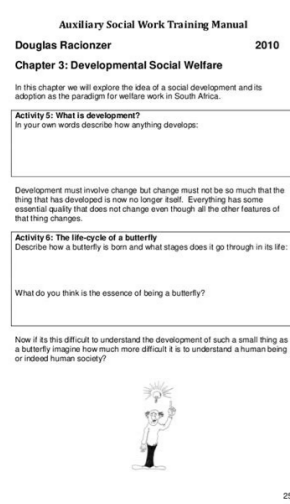 Auxiliary Social Work Training Manual
Douglas Racionzer 2010
Chapter 3: Developmental Social Welfare
In this chapter we will explore the idea of a social development and its
adoption as the paradigm for welfare work in South Africa.
Activity 5: What is development?
In your own words describe how anything develops:
Development must involve change but change must not be so much that the
thing that has developed is now no longer itself. Everything has some
essential quality that does not change even though all the other features of
that thing changes.
Activity 6: The life-cycle of a butterfly
Describe how a butterfly is born and what stages does it go through in its life:
What do you think is the essence of being a butterfly?
Now if its this difficult to understand the development of such a small thing as
a butterfly imagine how much more difficult it is to understand a human being
or indeed human society?
?
25